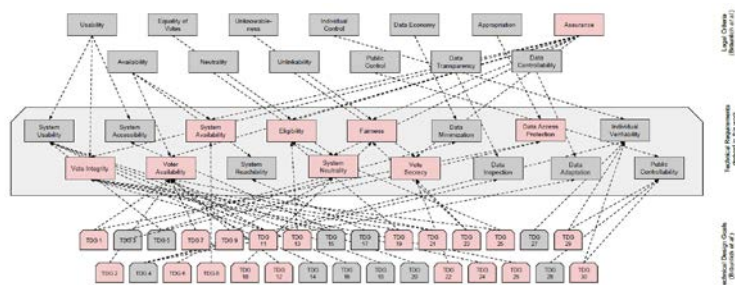 Usability
Equality of
Votes
Unknowable-
ness
Individual
Control
Data Economy
Appropriation
Assurance
Availability
Neutrality
Unlinkability
Public
Control
Data
Transparency
Data
Controllability
Legal Criteria
System
Usability
System
Accessibility
System
Availability
Eligibility
Fairness
Data
Minimization
Data Access
Protection
Individual
Verifiability
Vote Integrity
Voter
Availability
System
Reachability
System
Neutrality
Vote
Secrecy
Data
Inspection
Data
Adaptation
Public
Controllability
Technical Requirements
TDG 1
TDG 3
TDG 5
TDG 7
TDG 9
TDG
11
TDG
13
TDG
15
TDG
17
TDG
19
TDG
21
TDG
23
TDG
25
TDG
27
TDG
29
TDG 2
TDG 4
TDG 6
TDG 8
TDG
10
TDG
12
TDG
14
TDG
16
TDG
18
TDG
20
TDG
22
TDG
24
TDG
26
TDG
28
TDG
30
Technical Design Goals